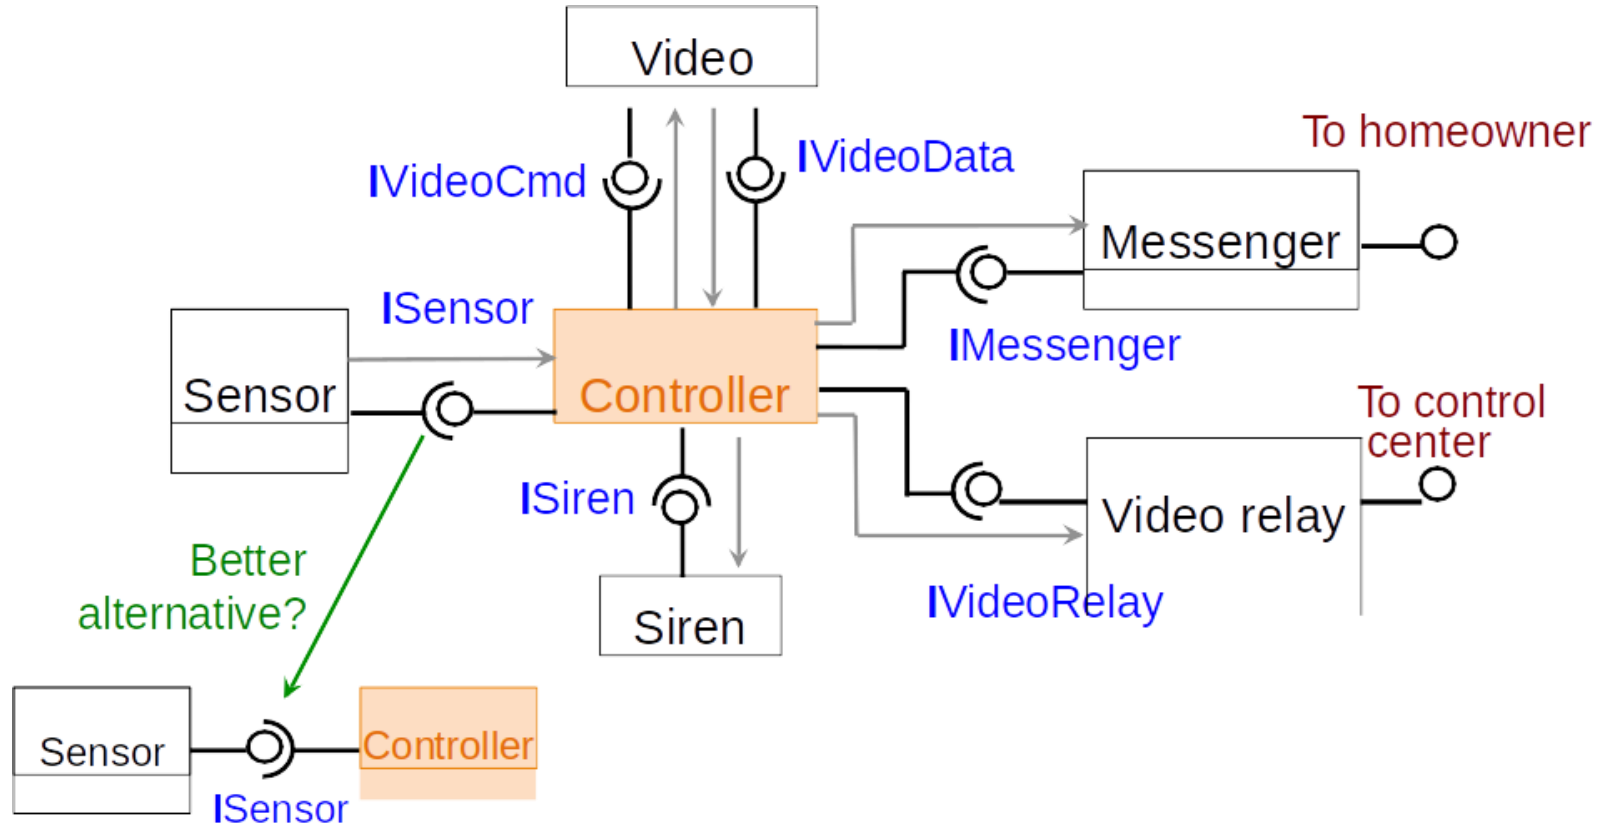 Video
To homeowner
IVideoCmd
IVideoData
Messenger
ISensor
IMessenger
Sensor
Controller
To control
center
ISiren
Video relay
Better
alternative?
IVideoRelay
Siren
Sensor
Controller
ISensor